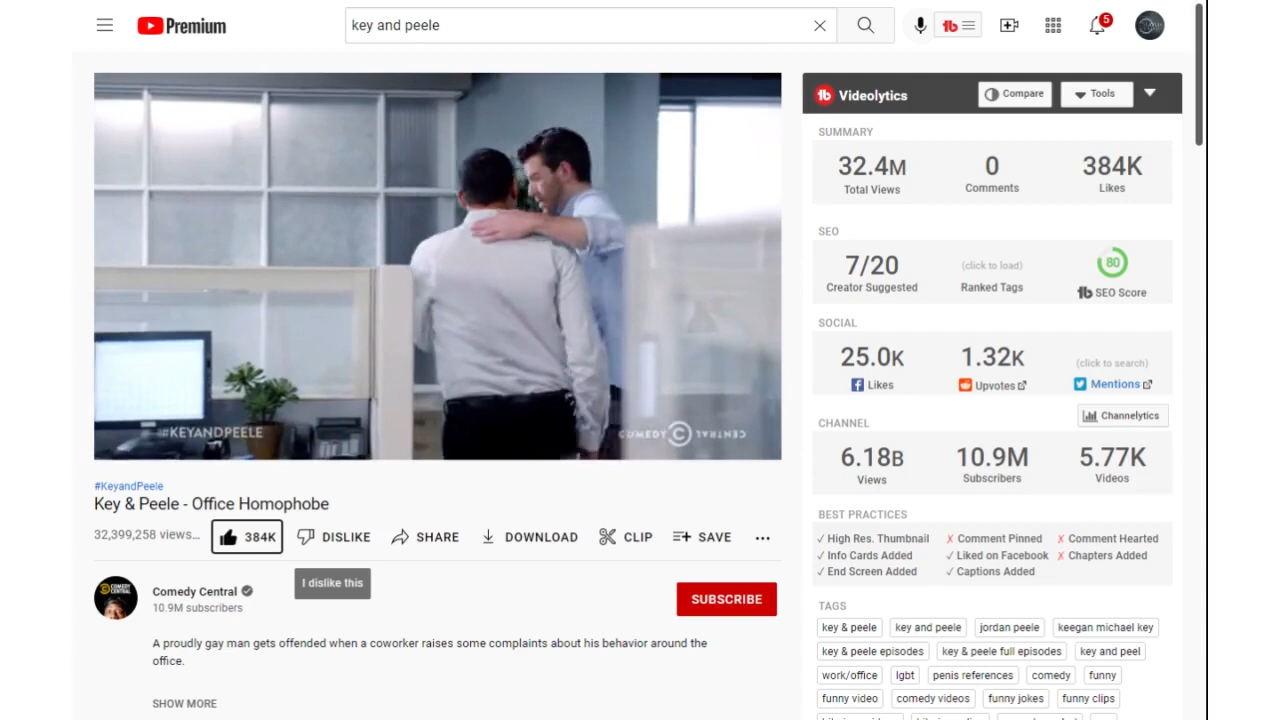 Premium
key and peele
5
#KEYANDPEELE
COMEDY CENTRAL
#KeyandPeele
Key & Peele - Office Homophobe
32,399,258 views...
384K
DISLIKE
SHARE
DOWNLOAD
CLIP
SAVE
I dislike this
COMEDY CENTRAL
Comedy Central
10.9M subscribers
SUBSCRIBE
A proudly gay man gets offended when a coworker raises some complaints about his behavior around the
office.
SHOW MORE
Videolytics
Compare
Tools
SUMMARY
32.4M 0 384K
Total Views Comments Likes
SEO
7/20 (click to load) 80
Creator Suggested Ranked Tags SEO Score
SOCIAL
25.0K 1.32K (click to search)
Likes Upvotes Mentions
Channelytics
CHANNEL
6.18B 10.9M 5.77K
Views Subscribers Videos
BEST PRACTICES
✓ High Res. Thumbnail ✗ Comment Pinned ✗ Comment Hearted
✓ Info Cards Added ✓ Liked on Facebook ✗ Chapters Added
✓ End Screen Added ✓ Captions Added
TAGS
key & peele key and peele jordan peele keegan michael key
key & peele episodes key & peele full episodes key and peel
work/office lgbt penis references comedy funny
funny video comedy videos funny jokes funny clips